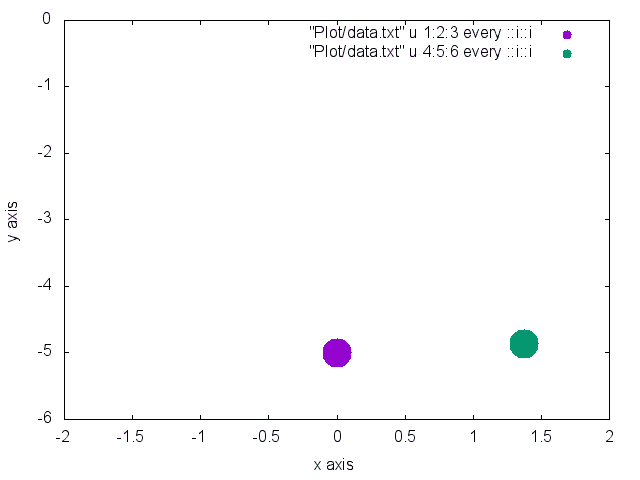 "Plot/data.txt" u 1:2:3 every ::i::i
"Plot/data.txt" u 4:5:6 every ::i::i
0
-1
-2
-3
-4
-5
-6
y axis
-2 -1.5 -1 -0.5 0 0.5 1 1.5 2
x axis